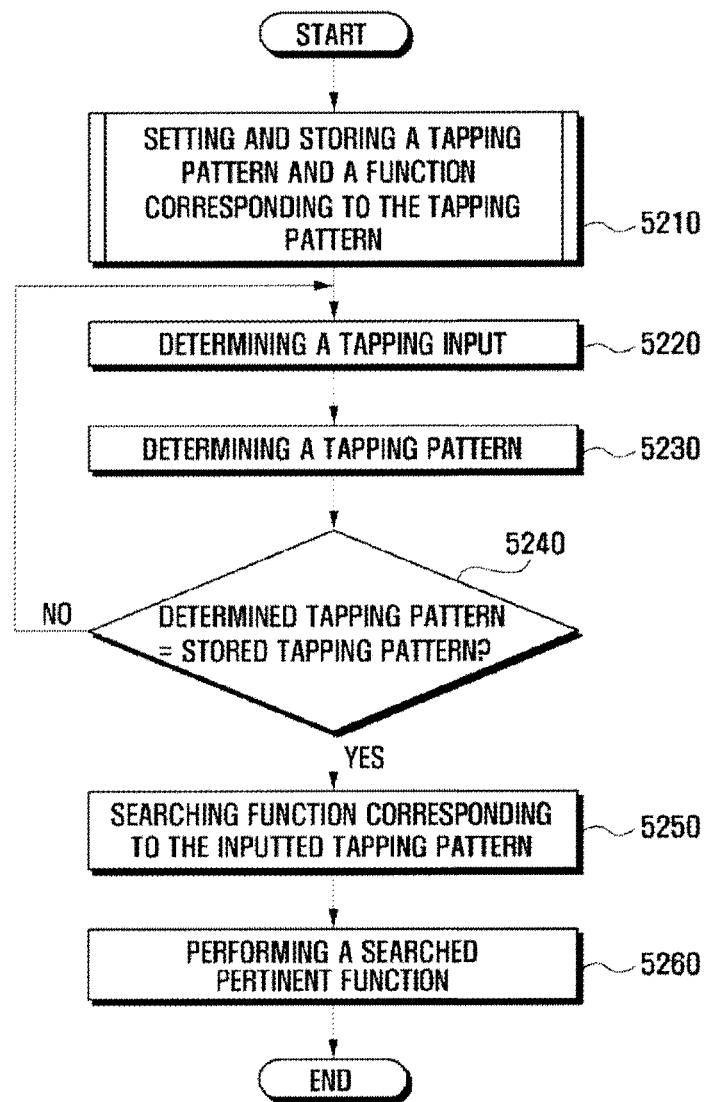 START
SETTING AND STORING A TAPPING
PATTERN AND A FUNCTION
CORRESPONDING TO THE TAPPING
PATTERN
5210
DETERMINING A TAPPING INPUT
5220
DETERMINING A TAPPING PATTERN
5230
5240
NO
DETERMINED TAPPING PATTERN
= STORED TAPPING PATTERN?
YES
SEARCHING FUNCTION CORRESPONDING
TO THE INPUTTED TAPPING PATTERN
5250
PERFORMING A SEARCHED
PERTINENT FUNCTION
5260
END